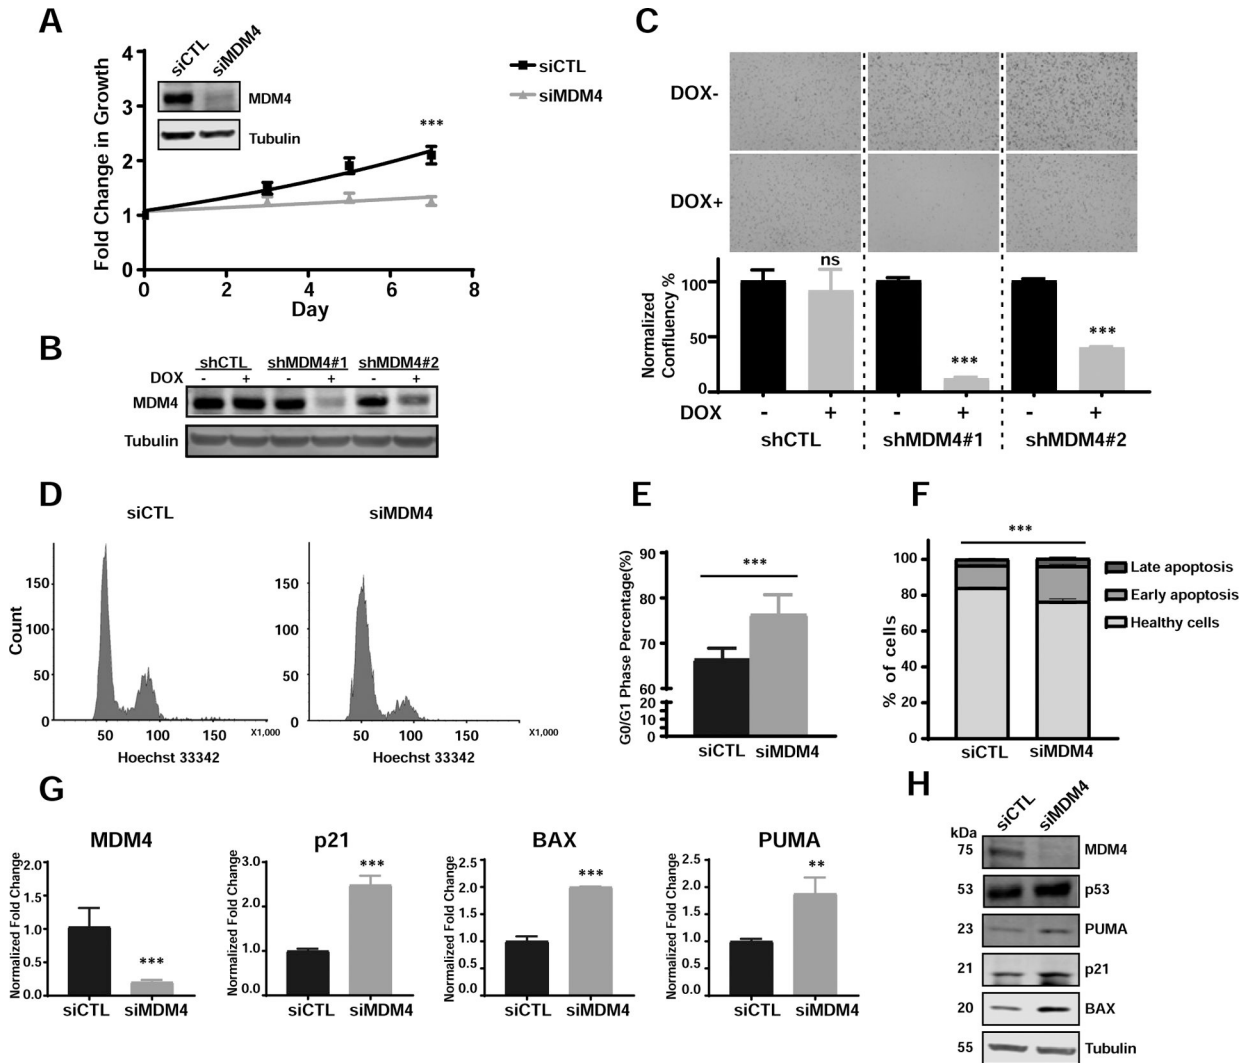 A
siCTL
siMDM4
MDM4
Tubulin
siCTL
siMDM4
***
Fold Change in Growth
4
3
2
1
0
0 2 4 6 8
Day
B
shCTL shMDM4#1 shMDM4#2
DOX - + - + - +
MDM4
Tubulin
C
DOX-
DOX+
Normalized
Confluency %
100
50
0
ns
***
***
DOX - + - + - +
shCTL shMDM4#1 shMDM4#2
D
siCTL siMDM4
Count
150
100
50
0
50 100 150 X1,000
Hoechst 33342
150
100
50
0
50 100 150 X1,000
Hoechst 33342
E
G0/G1 Phase Percentage(%)
90
80
70
60
20
10
0
***
siCTL siMDM4
F
% of cells
100
80
60
40
20
0
***
Late apoptosis
Early apoptosis
Healthy cells
siCTL siMDM4
G
MDM4
Normalized Fold Change
2.0
1.5
1.0
0.5
0.0
***
siCTL siMDM4
p21
Normalized Fold Change
3.0
2.0
1.0
0.0
***
siCTL siMDM4
BAX
Normalized Fold Change
2.5
2.0
1.5
1.0
0.5
0.0
***
siCTL siMDM4
PUMA
Normalized Fold Change
2.5
2.0
1.5
1.0
0.5
0.0
**
siCTL siMDM4
H
siCTL
siMDM4
kDa
75 MDM4
53 p53
23 PUMA
21 p21
20 BAX
55 Tubulin